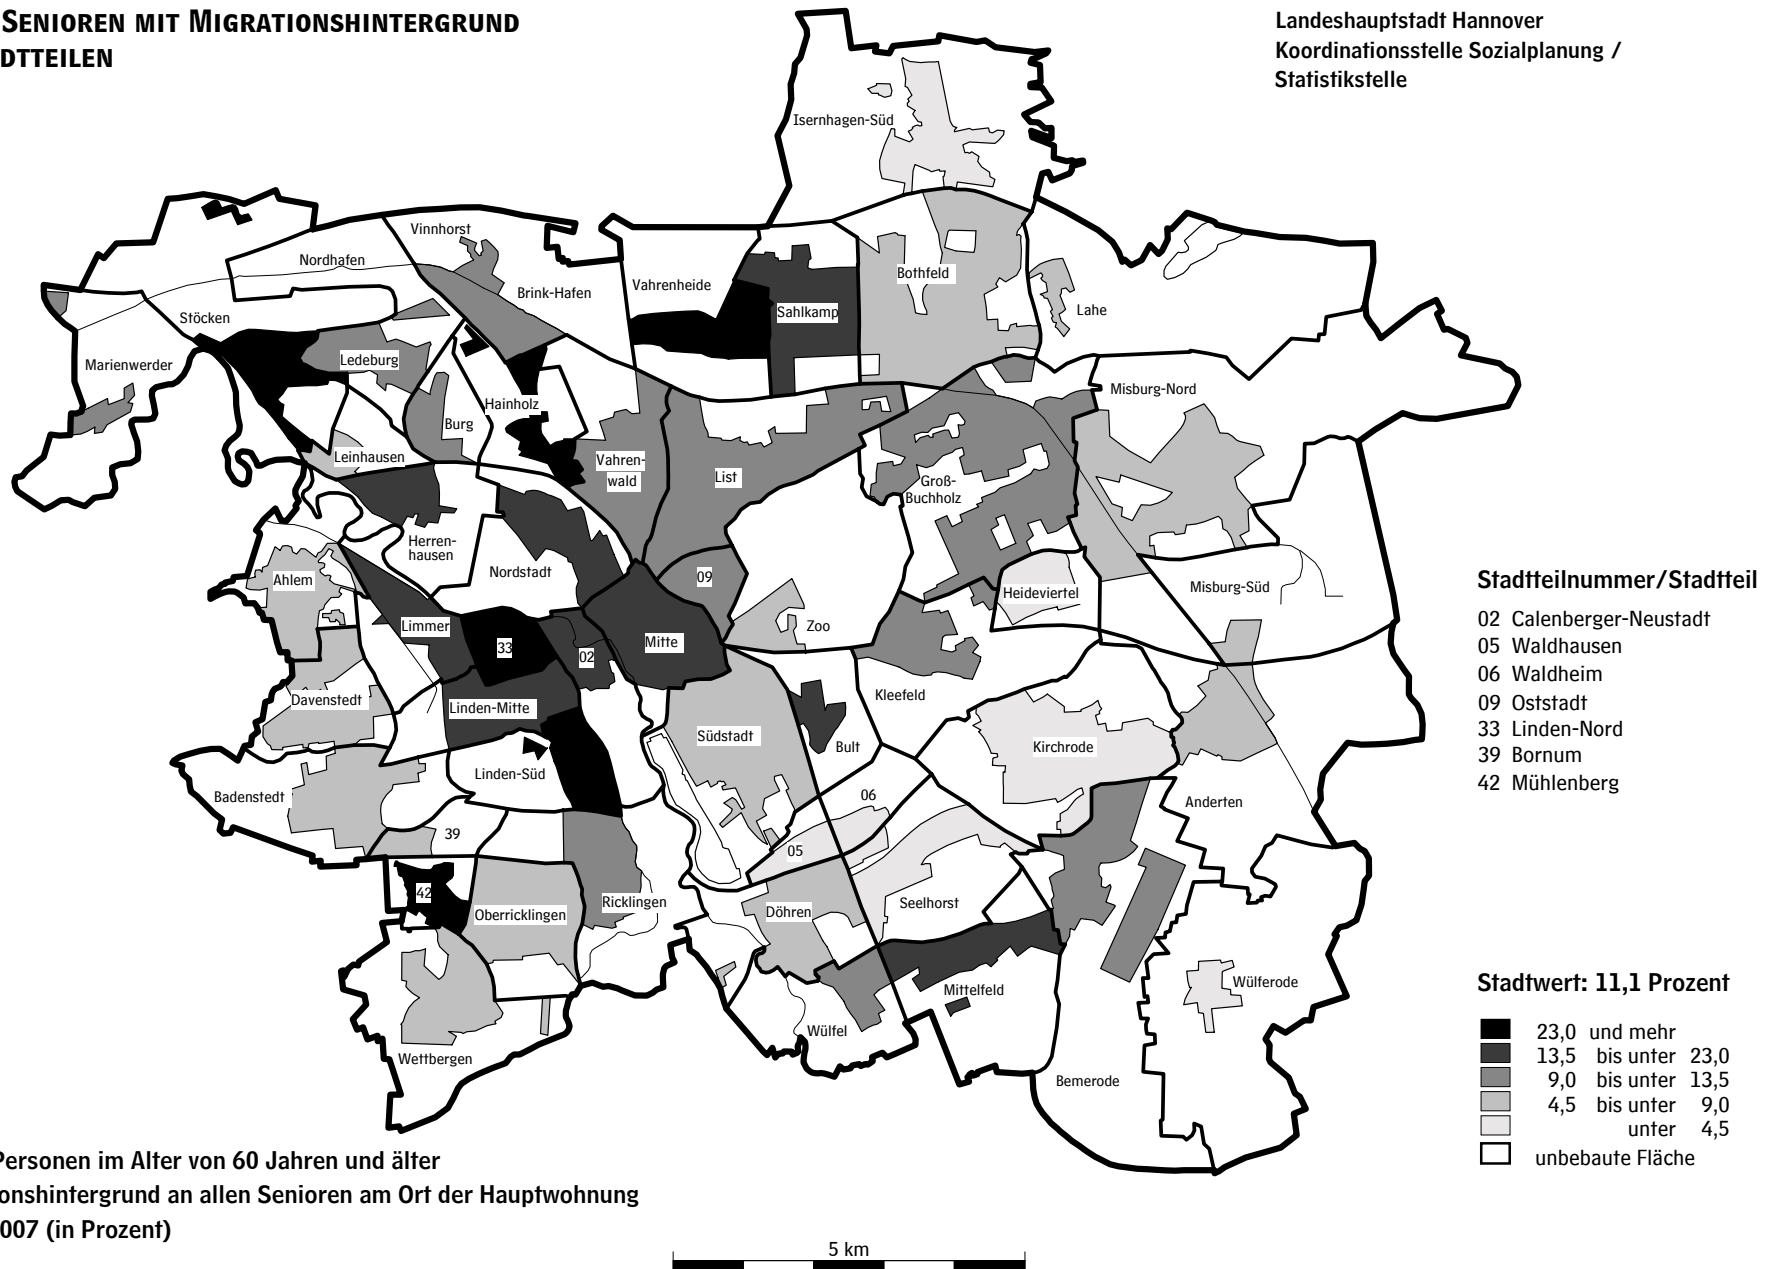 SENIOREN MIT MIGRATIONSHINTERGRUND
DTTEILEN
Landeshauptstadt Hannover
Koordinationsstelle Sozialplanung /
Statistikstelle
Isernhagen-Süd
Vinnhorst
Nordhafen
Brink-Hafen
Vahrenheide
Bothfeld
Sahlkamp
Lahe
Stöcken
Marienwerder
Ledeburg
Misburg-Nord
Hainholz
Burg
Leinhausen
Vahren-
wald
List
Groß-
Buchholz
Herren-
hausen
Nordstadt
Ahlem
09
Heideviertel
Misburg-Süd
Limmer
33
02
Mitte
Zoo
Davenstedt
Linden-Mitte
Kleefeld
Südstadt
Bult
Kirchrode
Linden-Süd
Badenstedt
06
Anderten
39
05
42
Oberricklingen
Ricklingen
Döhren
Seelhorst
Mittelfeld
Wülferode
Wülfel
Wettbergen
Bemerode
Stadtteilnummer/Stadtteil
02 Calenberger-Neustadt
05 Waldhausen
06 Waldheim
09 Oststadt
33 Linden-Nord
39 Bornum
42 Mühlenberg
Stadtwert: 11,1 Prozent
23,0 und mehr
13,5 bis unter 23,0
9,0 bis unter 13,5
4,5 bis unter 9,0
unter 4,5
unbebaute Fläche
Personen im Alter von 60 Jahren und älter
onshintergrund an allen Senioren am Ort der Hauptwohnung
007 (in Prozent)
5 km